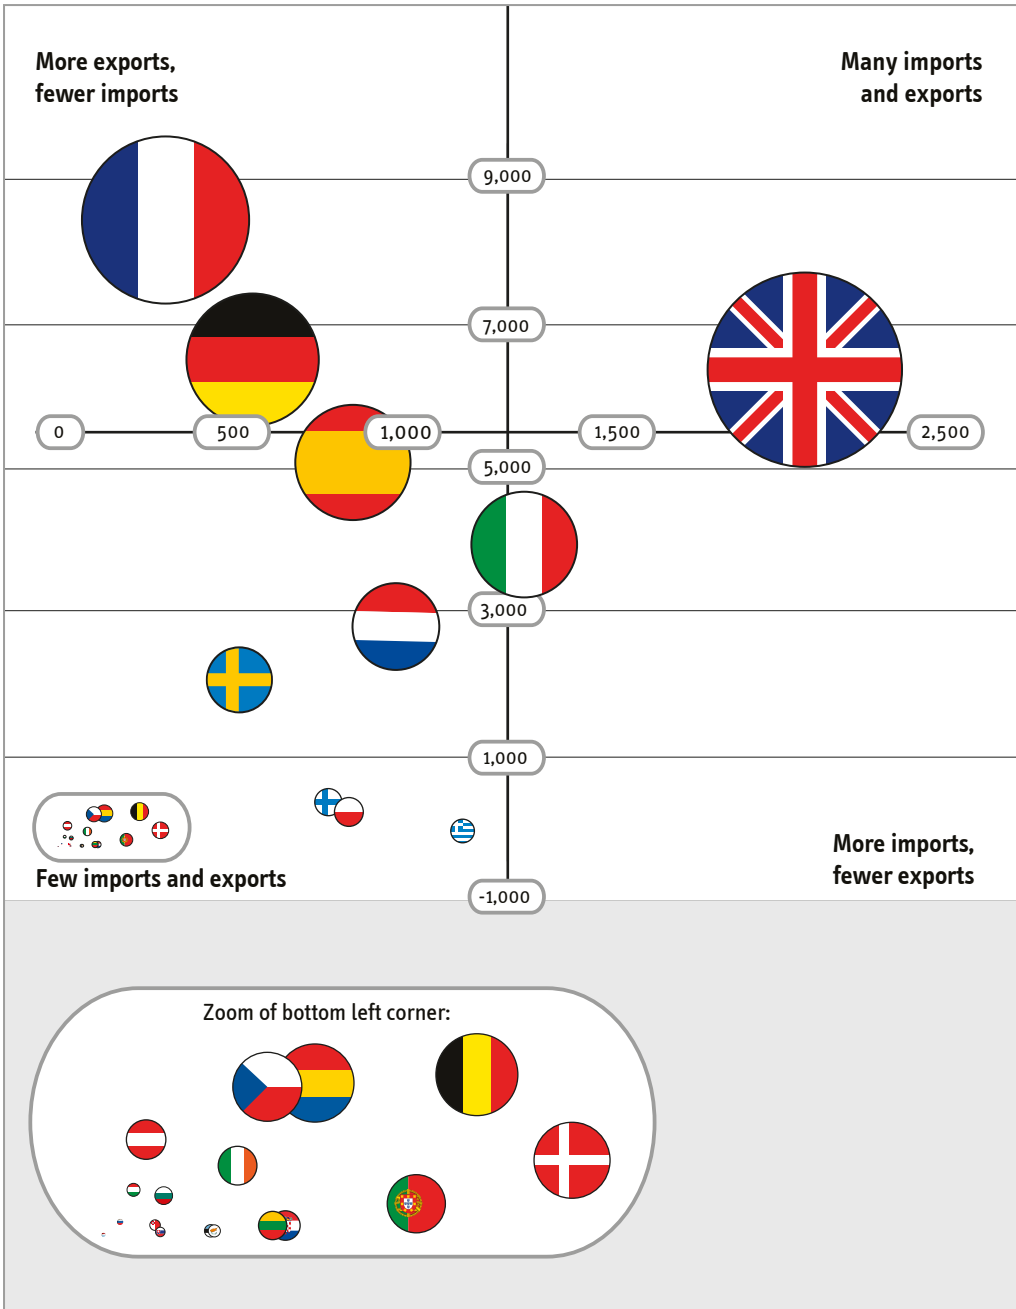 More exports,
fewer imports
Many imports
and exports
9,000
7,000
0
500
1,000
1,500
2,500
5,000
3,000
1,000
More imports,
fewer exports
Few imports and exports
-1,000
Zoom of bottom left corner: